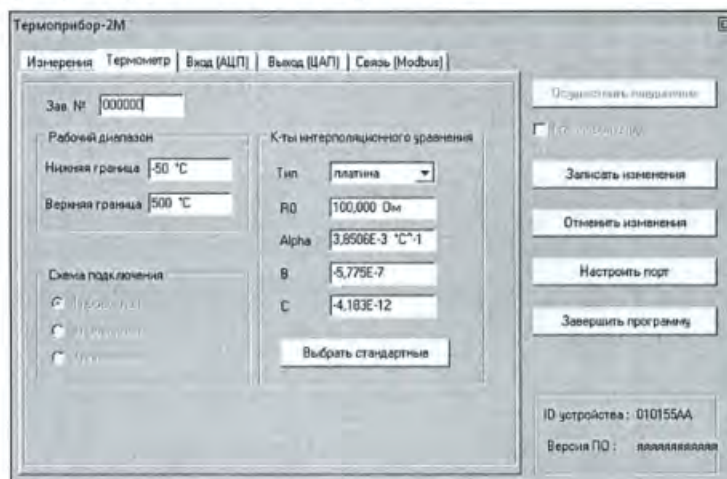 Термоприбор-2М
Измерения Термометр Вход (АЦП) Выход (ЦАП) Связь (Modbus)
Зав. № 000000
Рабочий диапазон
Нижняя граница -50 °C
Верхняя граница 500 °C
Схема подключения
К-ты интерполяционного уравнения
Тип платина
R0 100,000 Ом
Alpha 3,8506E-3 °C^-1
B -5,775E-7
C -4,183E-12
Выбрать стандартные
Записать изменения
Отменить изменения
Настроить порт
Завершить программу
ID устройства : 010155AA
Версия ПО : яяяяяяяяяяяя